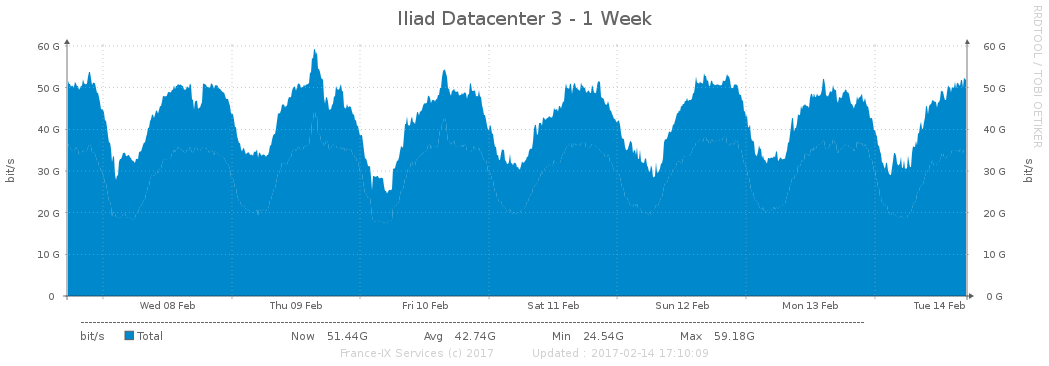 Iliad Datacenter 3 - 1 Week
RRDTOOL / TOBI OETIKER
60 G 60 G
50 G 50 G
40 G 40 G
30 G 30 G
20 G 20 G
10 G 10 G
0 0 G
bit/s bit/s
Wed 08 Feb Thu 09 Feb Fri 10 Feb Sat 11 Feb Sun 12 Feb Mon 13 Feb Tue 14 Feb
bit/s Total Now 51.44G Avg 42.74G Min 24.54G Max 59.18G
France-IX Services (c) 2017 Updated : 2017-02-14 17:10:09